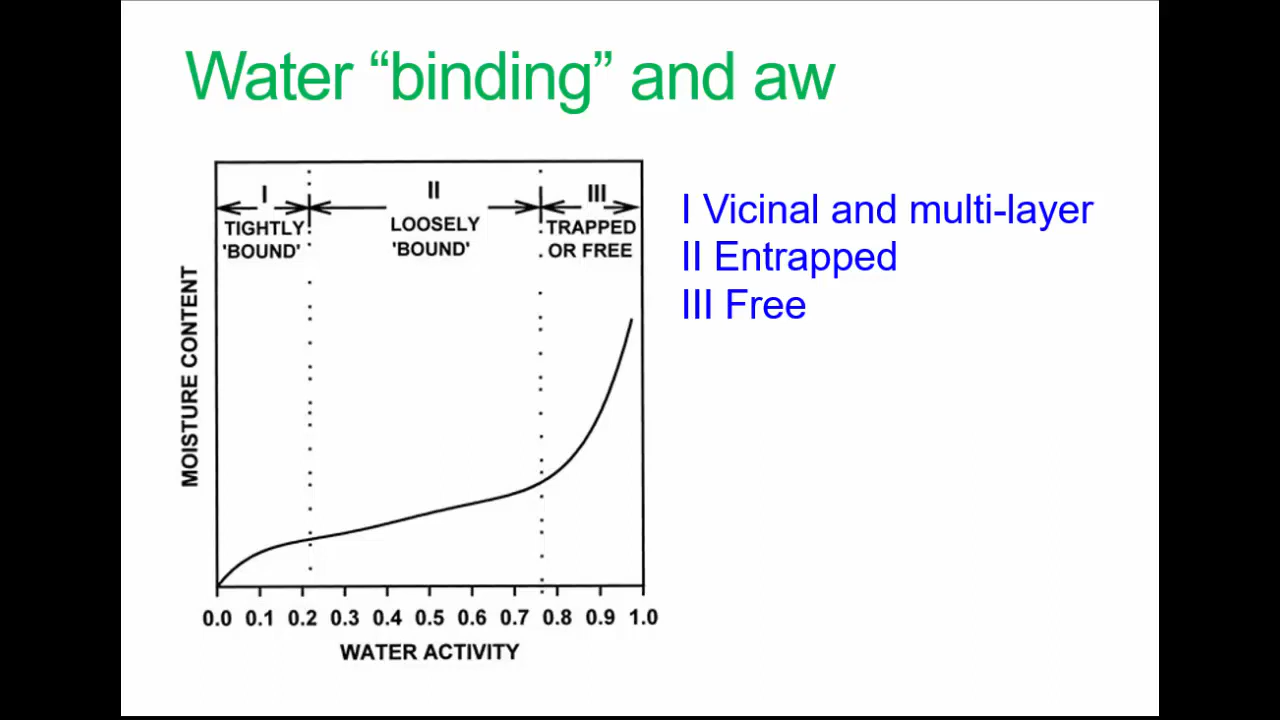 Water “binding” and aw
I
II
III
TIGHTLY
'BOUND'
LOOSELY
'BOUND'
TRAPPED
OR FREE
MOISTURE CONTENT
0.0 0.1 0.2 0.3 0.4 0.5 0.6 0.7 0.8 0.9 1.0
WATER ACTIVITY
I Vicinal and multi-layer
II Entrapped
III Free